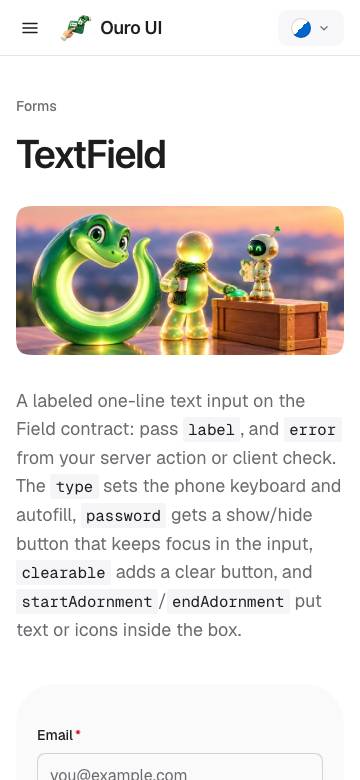 Ouro UI
Forms
TextField
A labeled one-line text input on the
Field contract: pass label, and error
from your server action or client check.
The type sets the phone keyboard and
autofill, password gets a show/hide
button that keeps focus in the input,
clearable adds a clear button, and
startAdornment/endAdornment put
text or icons inside the box.
Email *
you@example.com